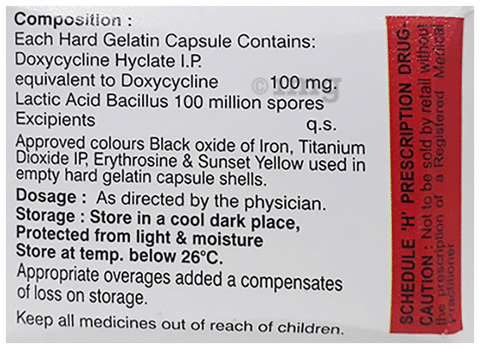 Composition :
Each Hard Gelatin Capsule Contains:
Doxycycline Hyclate I.P.
equivalent to Doxycycline 100 mg.
Lactic Acid Bacillus 100 million spores
Excipients q.s.
Approved colours Black oxide of Iron, Titanium
Dioxide IP, Erythrosine & Sunset Yellow used in
empty hard gelatin capsule shells.
Dosage : As directed by the physician.
Storage : Store in a cool dark place,
Protected from light & moisture
Store at temp. below 26°C.
Appropriate overages added a compensates
of loss on storage.
Keep all medicines out of reach of children.
SCHEDULE 'H' PRESCRIPTION DRUG-
CAUTION : Not to be sold by retail without
the prescription of a Registered Medical
Practitioner